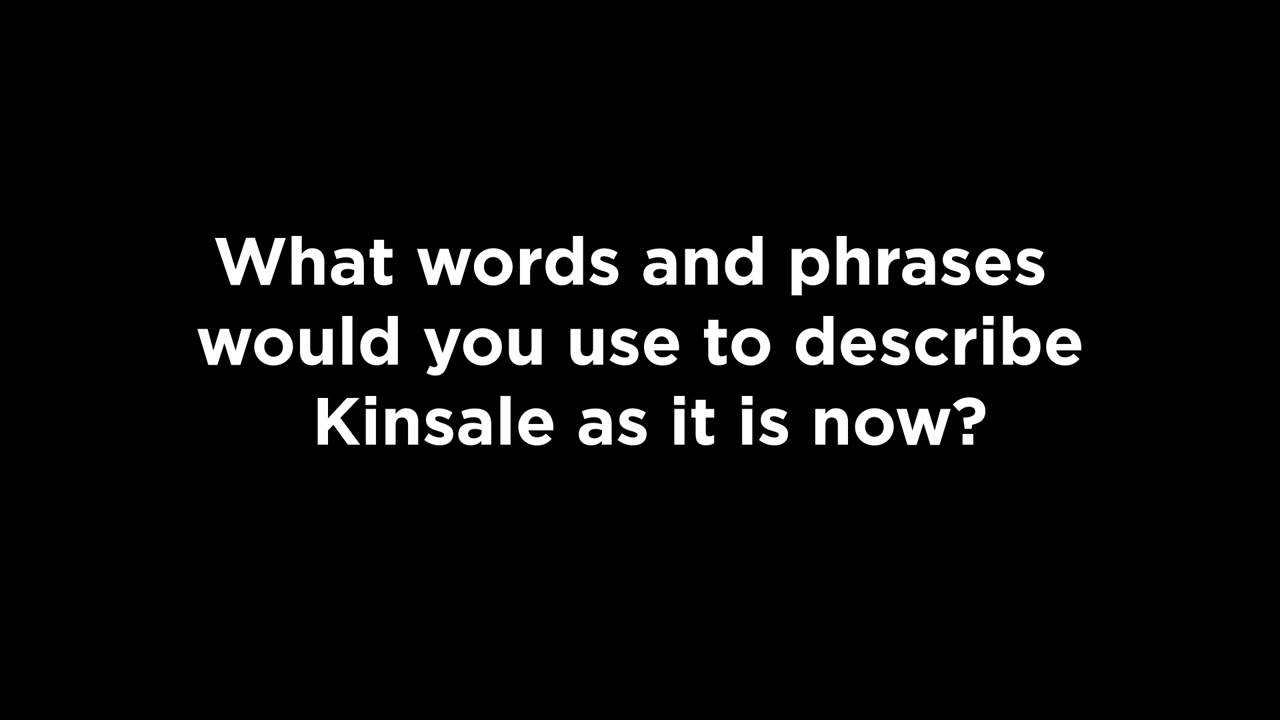 What words and phrases
would you use to describe
Kinsale as it is now?